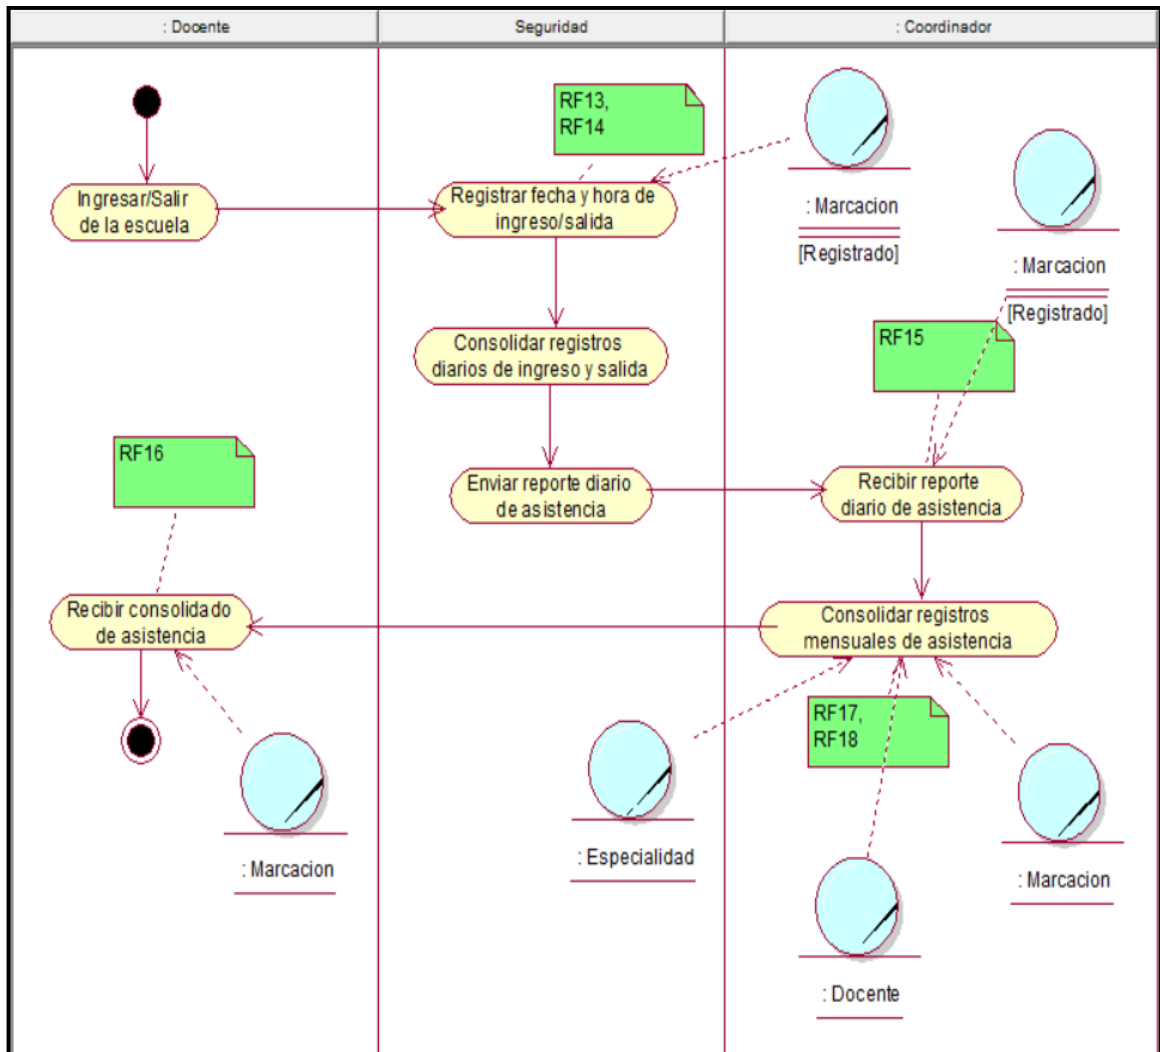 : Docente
Seguridad
: Coordinador
RF13,
RF14
Ingresar/Salir
de la escuela
Registrar fecha y hora de
ingreso/salida
: Marcacion
[Registrado]
: Marcacion
[Registrado]
Consolidar registros
diarios de ingreso y salida
RF15
RF16
Enviar reporte diario
de asistencia
Recibir reporte
diario de asistencia
Recibir consolidado
de asistencia
Consolidar registros
mensuales de asistencia
RF17,
RF18
: Marcacion
: Especialidad
: Marcacion
: Docente